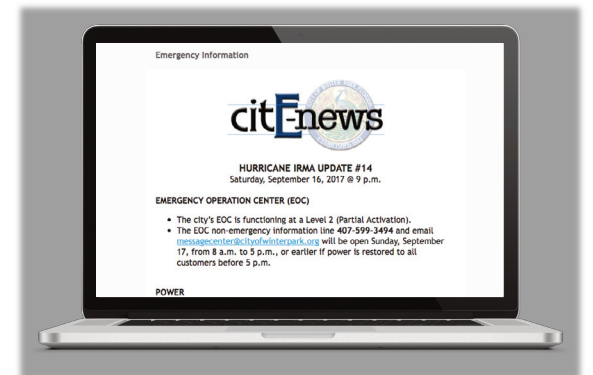 Emergency Information
citE-news
HURRICANE IRMA UPDATE #14
Saturday, September 16, 2017 @ 9 p.m.
EMERGENCY OPERATION CENTER (EOC)
• The city's EOC is functioning at a Level 2 (Partial Activation).
• The EOC non-emergency information line 407-599-3494 and email
messagecenter@cityofwinterpark.org will be open Sunday, September
17, from 8 a.m. to 5 p.m., or earlier if power is restored to all
customers before 5 p.m.
POWER